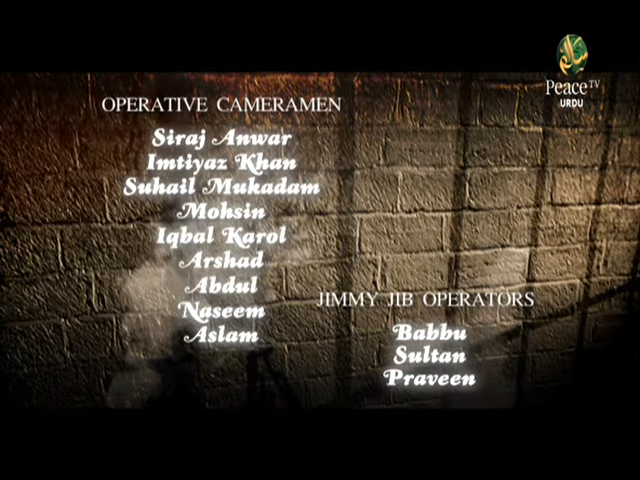 Peace TV
URDU
OPERATIVE CAMERAMEN
Siraj Anwar
Imtiyaz Khan
Suhail Mukadam
Mohsin
Iqbal Karol
Arshad
Abdul
Naseem
Aslam
JIMMY JIB OPERATORS
Babbu
Sultan
Praveen